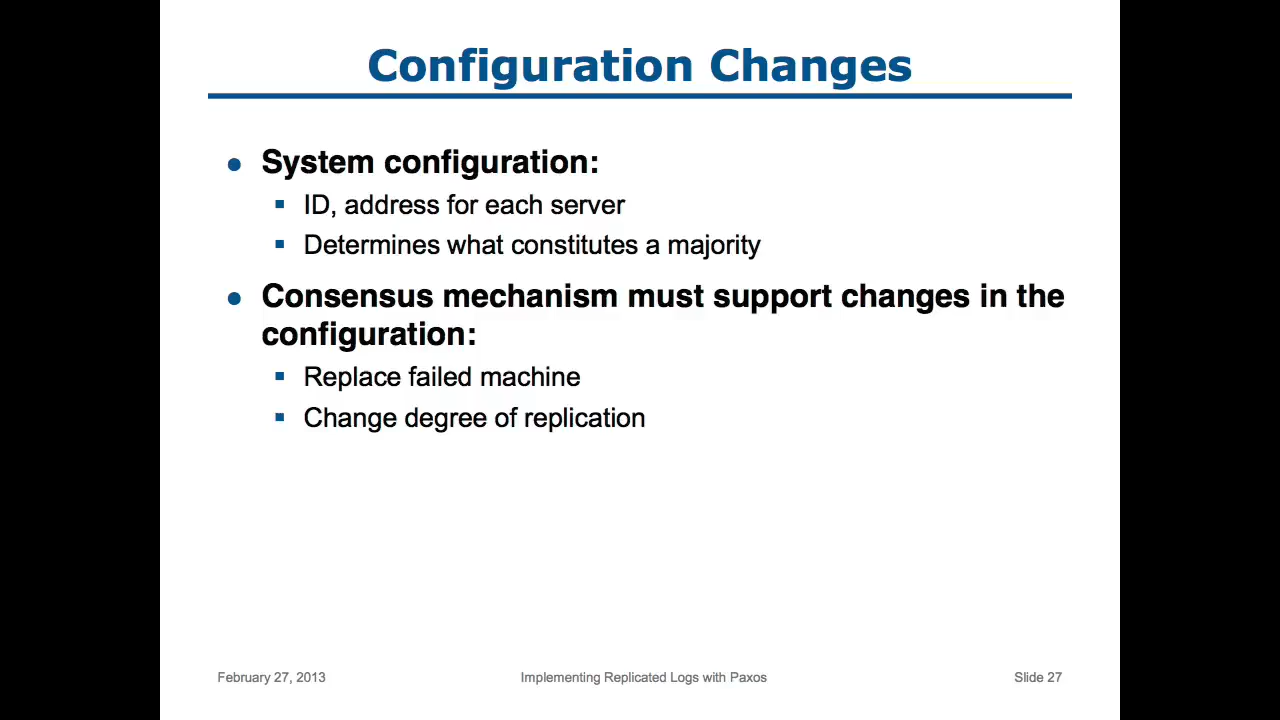 Configuration Changes
● System configuration:
▪ ID, address for each server
▪ Determines what constitutes a majority
● Consensus mechanism must support changes in the
configuration:
▪ Replace failed machine
▪ Change degree of replication
February 27, 2013 Implementing Replicated Logs with Paxos Slide 27